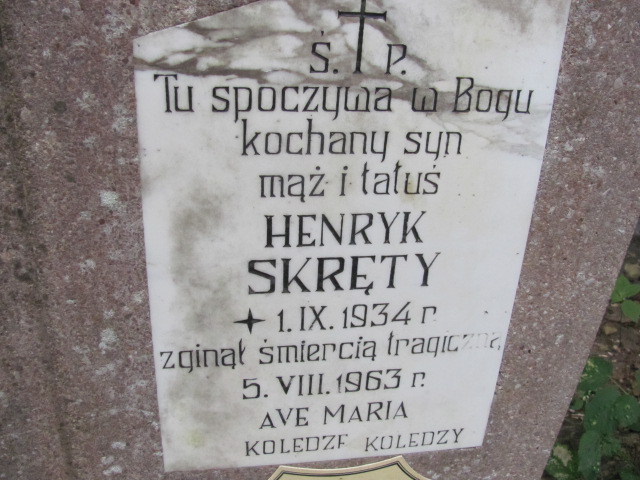 Ś. P.
Tu spoczywa w Bogu
kochany syn
mąż i tatuś
HENRYK
SKRĘTY
1.IX.1934 r.
zginął śmiercią tragiczną
5.VIII.1963 r.
AVE MARIA
KOLEDZE KOLEDZY